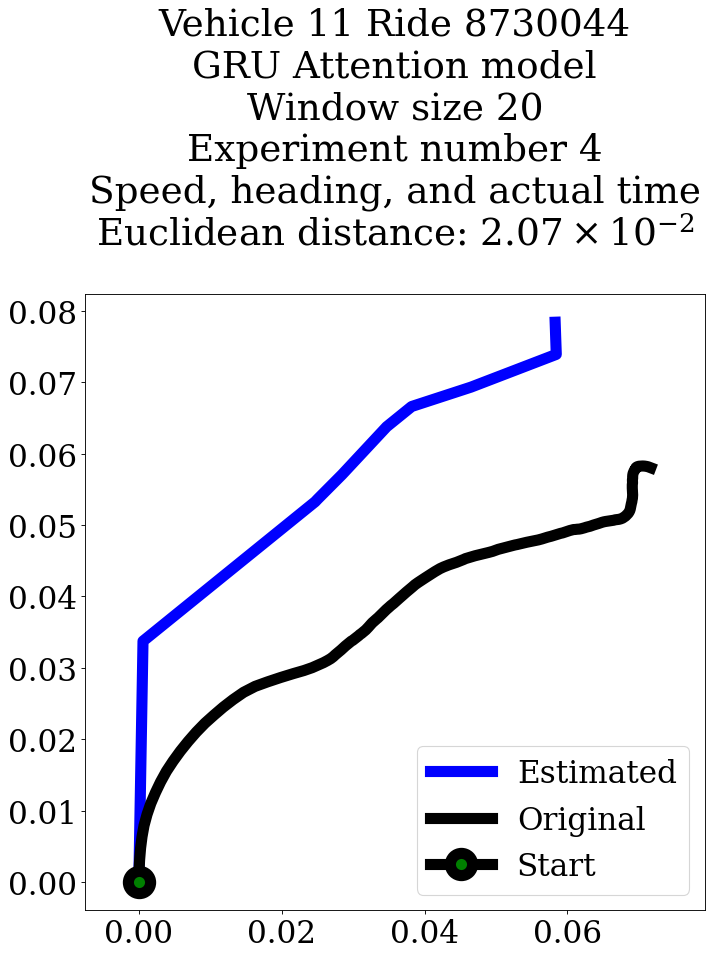 Vehicle 11 Ride 8730044
GRU Attention model
Window size 20
Experiment number 4
Speed, heading, and actual time
Euclidean distance: 2.07 × 10⁻²
0.08
0.07
0.06
0.05
0.04
0.03
0.02
0.01
0.00
Estimated
Original
Start
0.00 0.02 0.04 0.06